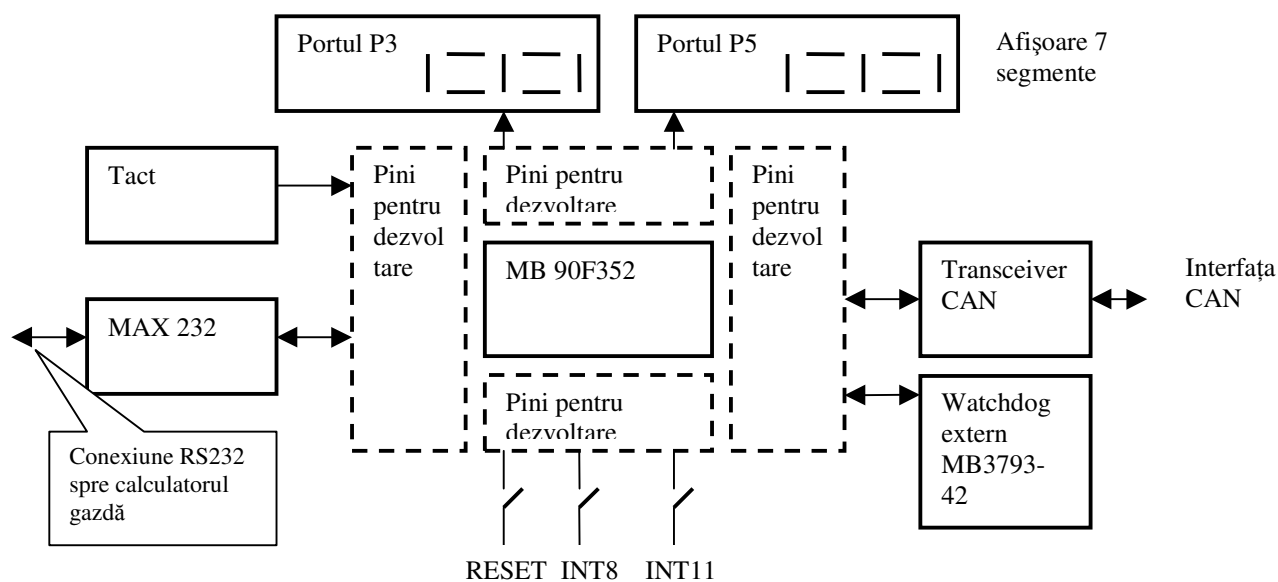 Portul P3
Portul P5
Afişoare 7
segmente
Tact
Pini
pentru
dezvol
tare
Pini pentru
dezvoltare
Pini
pentru
dezvol
tare
MB 90F352
Transceiver
CAN
Interfaţa
CAN
MAX 232
Pini pentru
dezvoltare
Watchdog
extern
MB3793-
42
Conexiune RS232
spre calculatorul
gazdă
RESET INT8 INT11